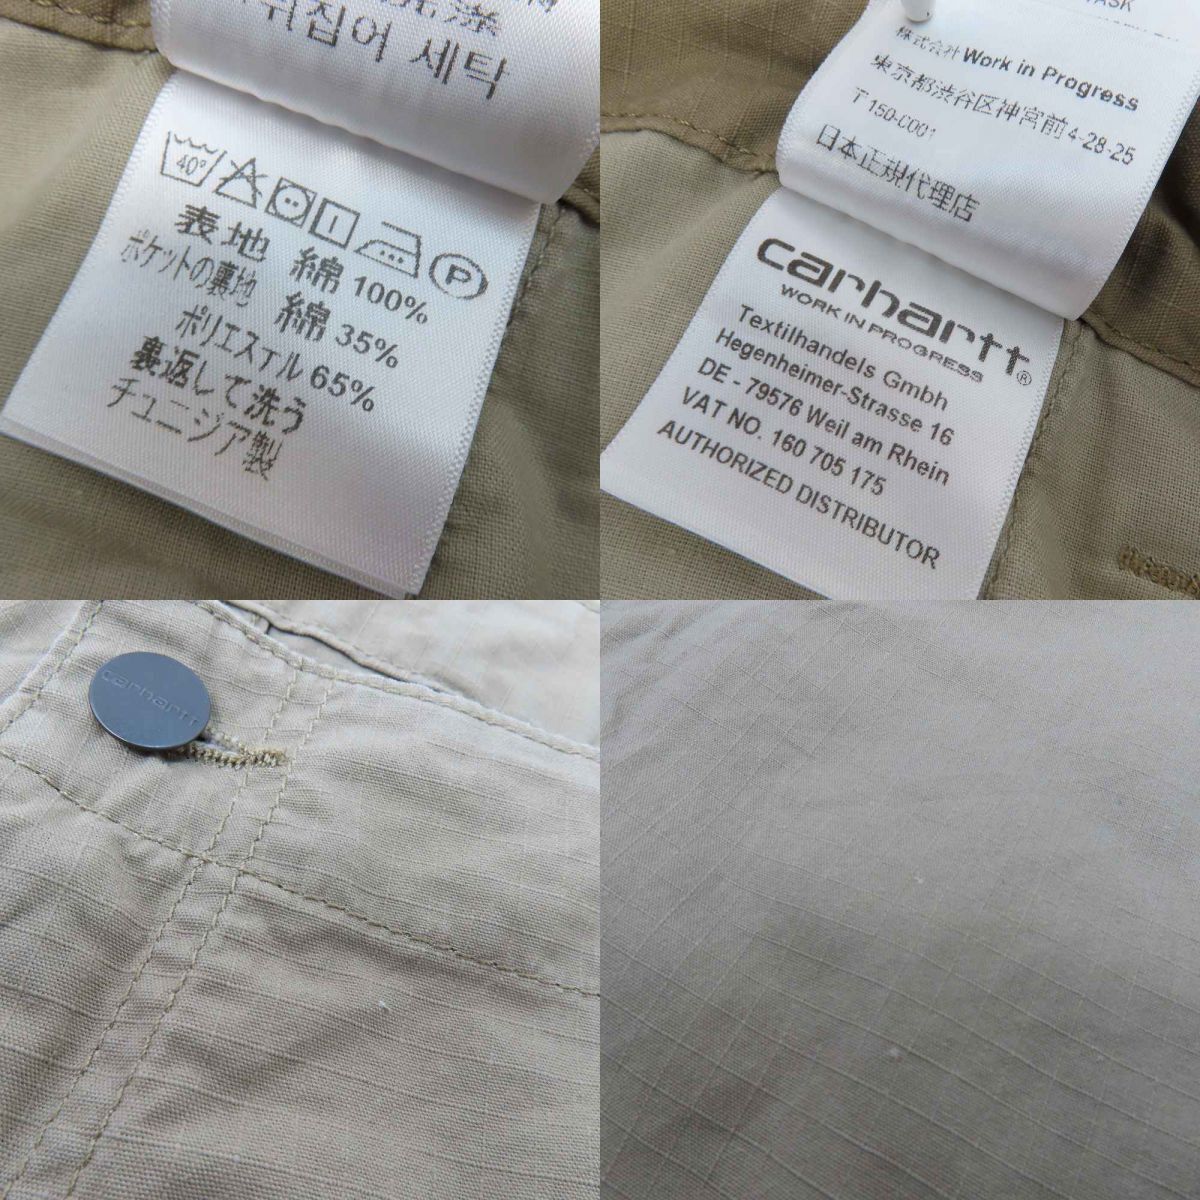 뒤집어 세탁
40°
P
表地 綿 100%
ポケットの裏地 綿 35%
ポリエステル 65%
裏返して洗う
チュニジア製
TASK
株式会社Work in Progress
東京都渋谷区神宮前4-28-25
〒150-0001
日本正規代理店
carhartt®
WORK IN PROGRESS
Textilhandels Gmbh
Hegenheimer-Strasse 16
DE - 79576 Weil am Rhein
VAT NO. 160 705 175
AUTHORIZED DISTRIBUTOR
carhartt